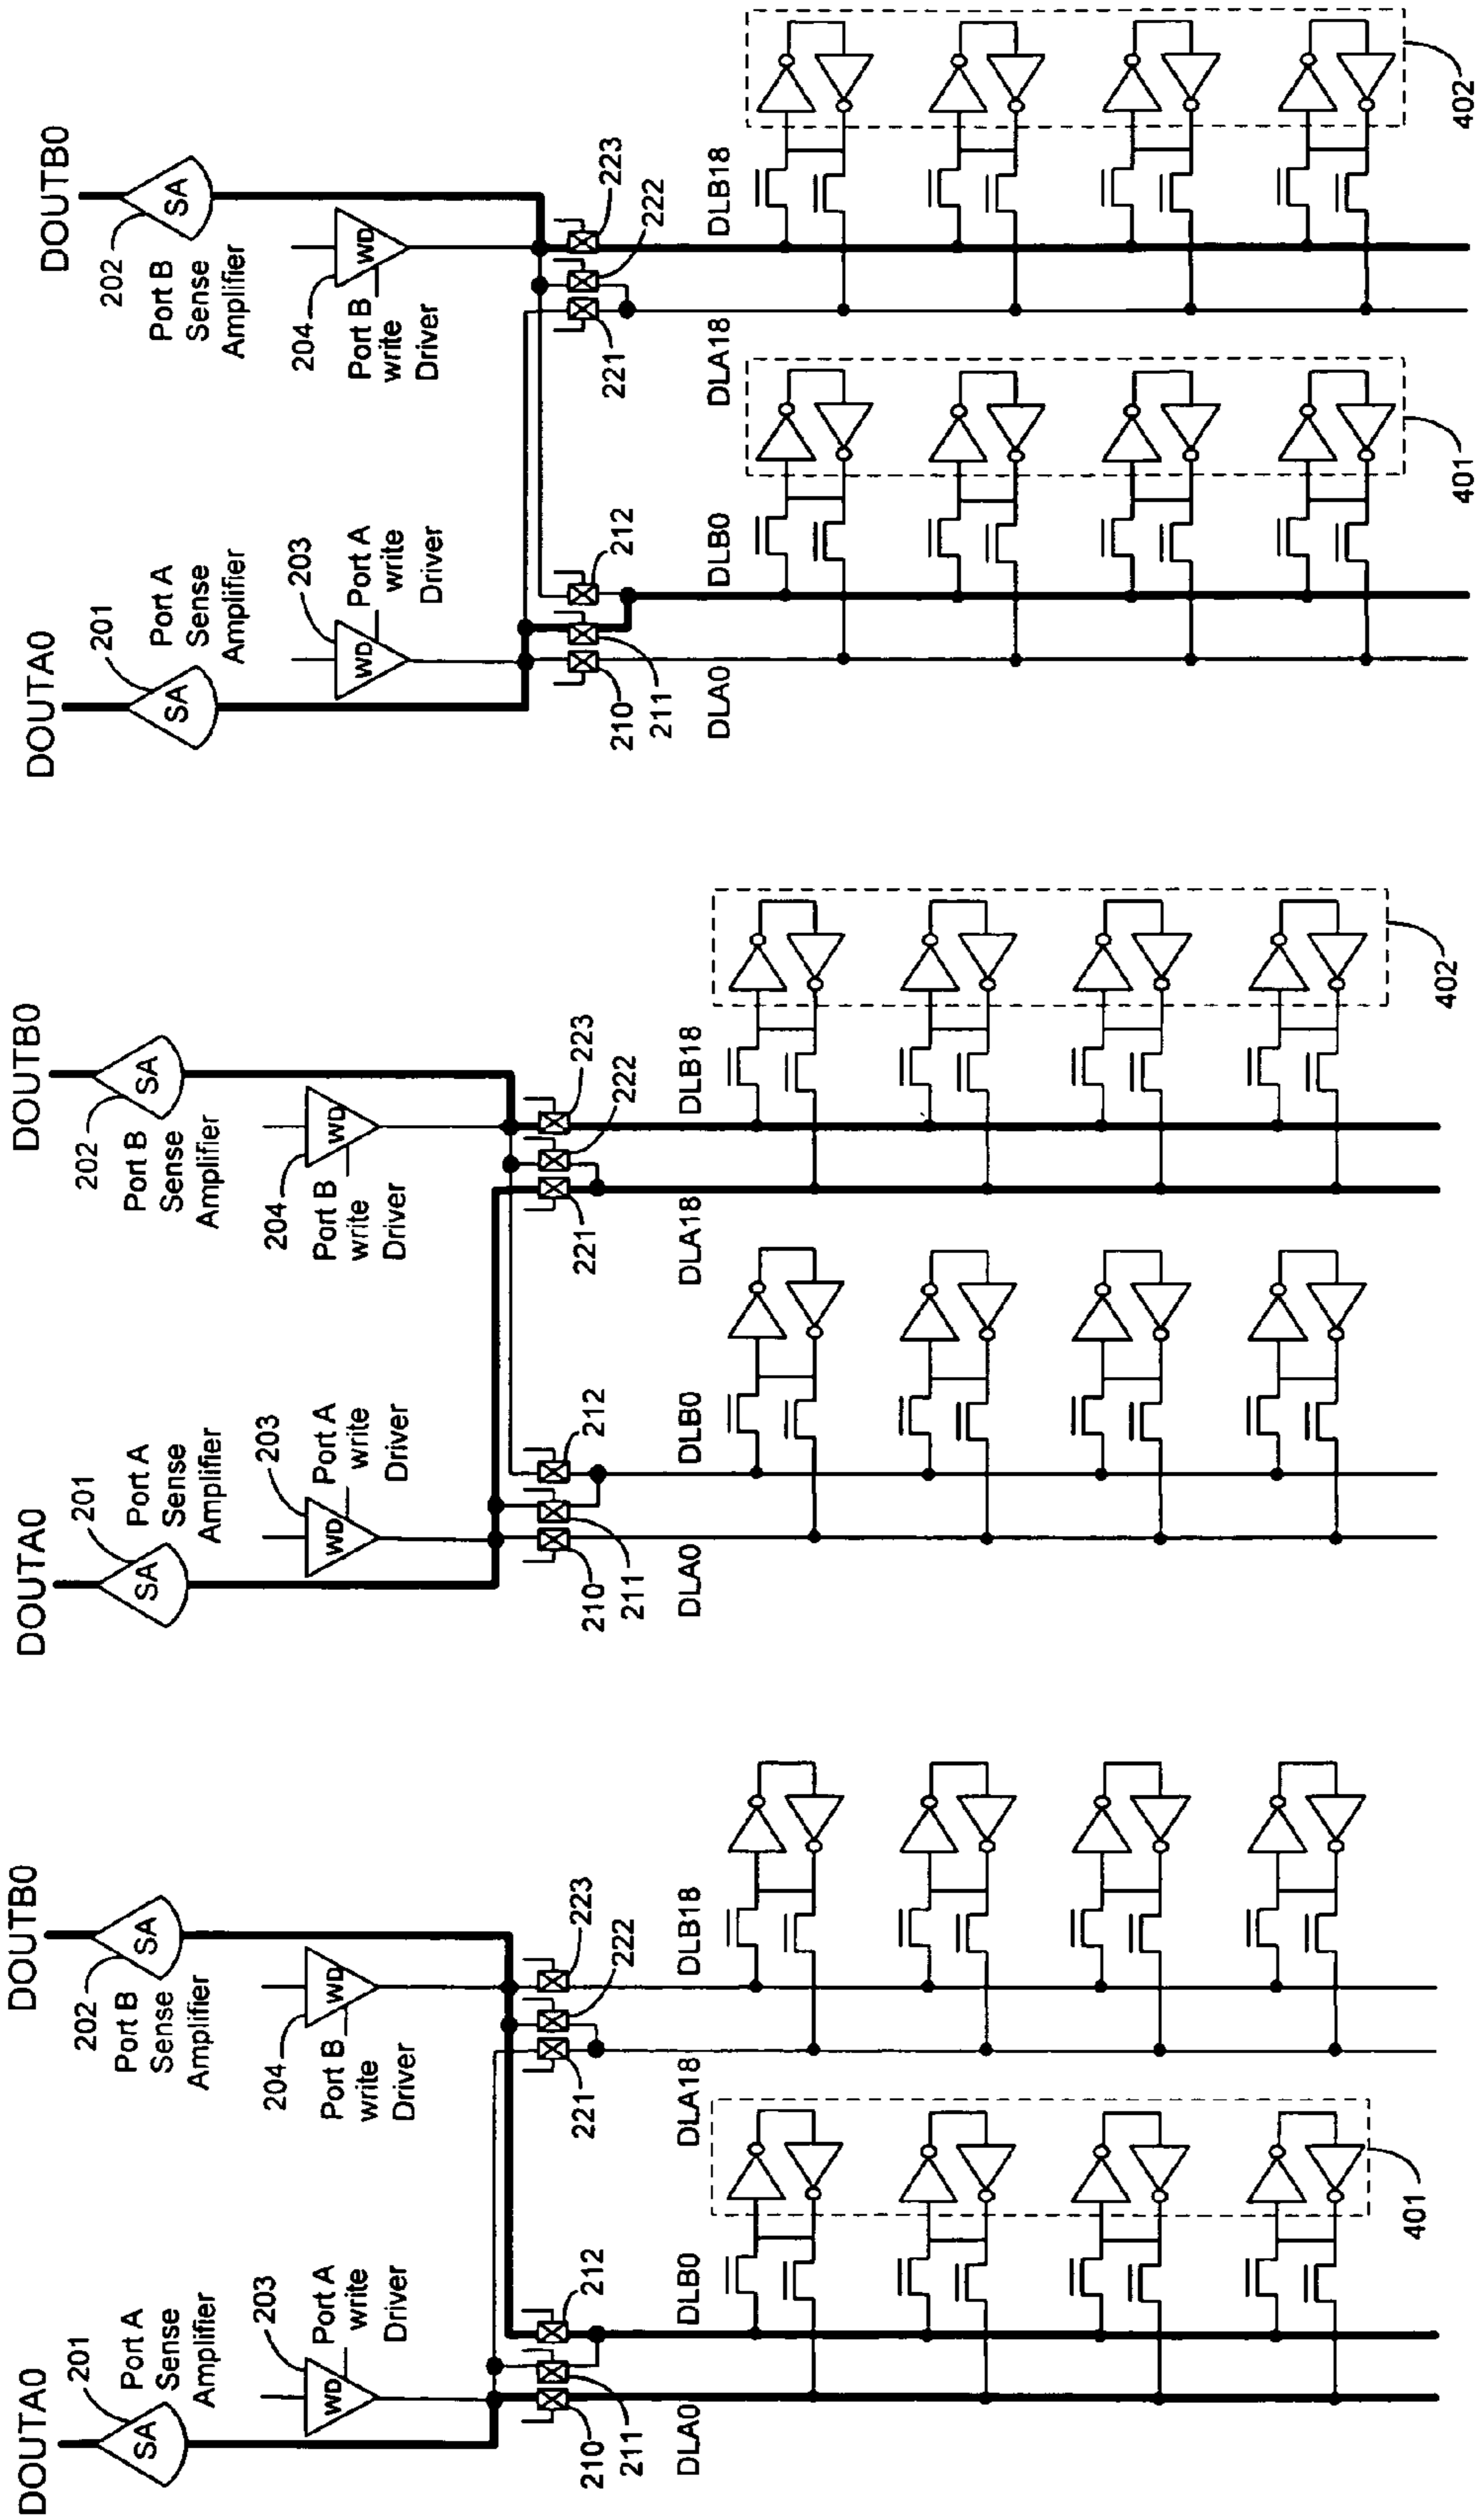 DOUTA0
201
Port A
Sense
Amplifier
203
Port A
write
Driver
SA
WD
DOUTB0
202
Port B
Sense
Amplifier
204
Port B
write
Driver
SA
WD
210
211
212
221
222
223
DLA0
DLB0
DLA18
DLB18
401
DOUTA0
201
Port A
Sense
Amplifier
203
Port A
write
Driver
SA
WD
DOUTB0
202
Port B
Sense
Amplifier
204
Port B
write
Driver
SA
WD
210
211
212
221
222
223
DLA0
DLB0
DLA18
DLB18
402
DOUTA0
201
Port A
Sense
Amplifier
203
Port A
write
Driver
SA
WD
DOUTB0
202
Port B
Sense
Amplifier
204
Port B
write
Driver
SA
WD
210
211
212
221
222
223
DLA0
DLB0
DLA18
DLB18
401
402